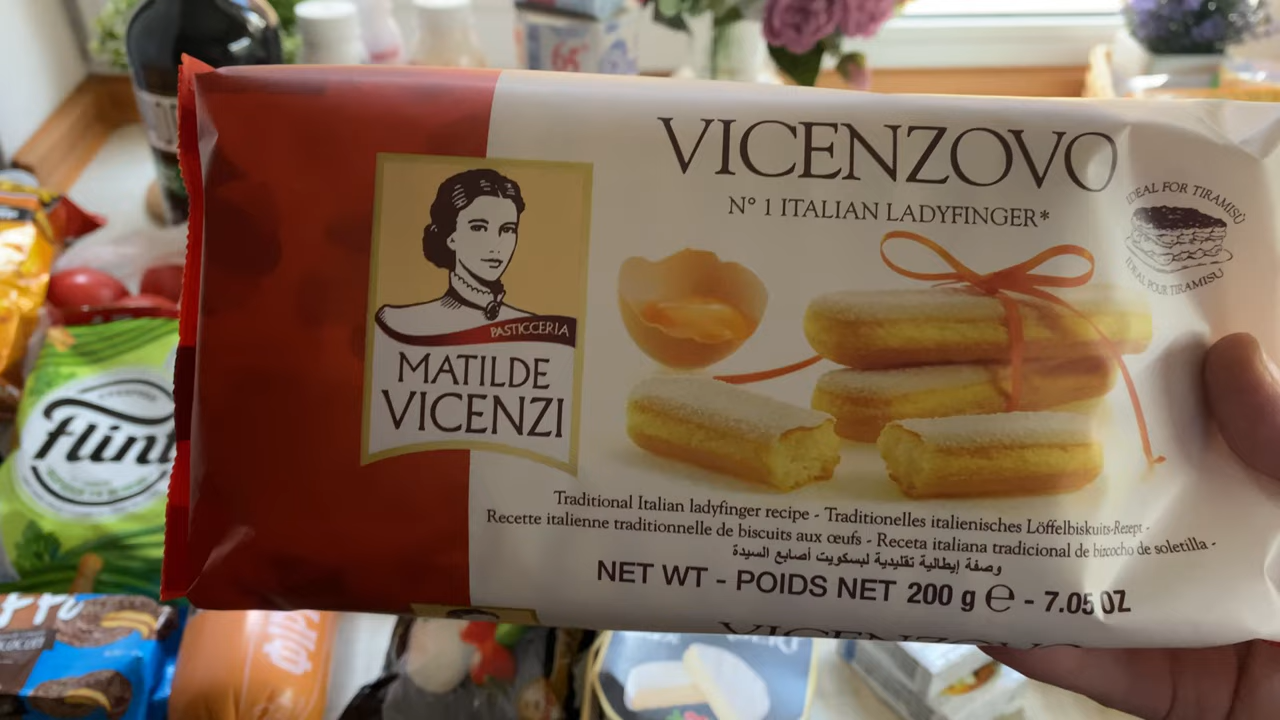 VICENZOVO
N° 1 ITALIAN LADYFINGER*
IDEAL FOR TIRAMISÙ
IDEAL POUR TIRAMISU
PASTICCERIA
MATILDE
VICENZI
Traditional Italian ladyfinger recipe - Traditionelles italienisches Löffelbiskuits-Rezept -
Recette italienne traditionnelle de biscuits aux œufs - Receta italiana tradicional de bizcocho de soletilla -
وصفة إيطالية تقليدية لبسكويت أصابع السيدة
NET WT - POIDS NET 200 g ℮ - 7.05 OZ
VICENZOVO
flint
65